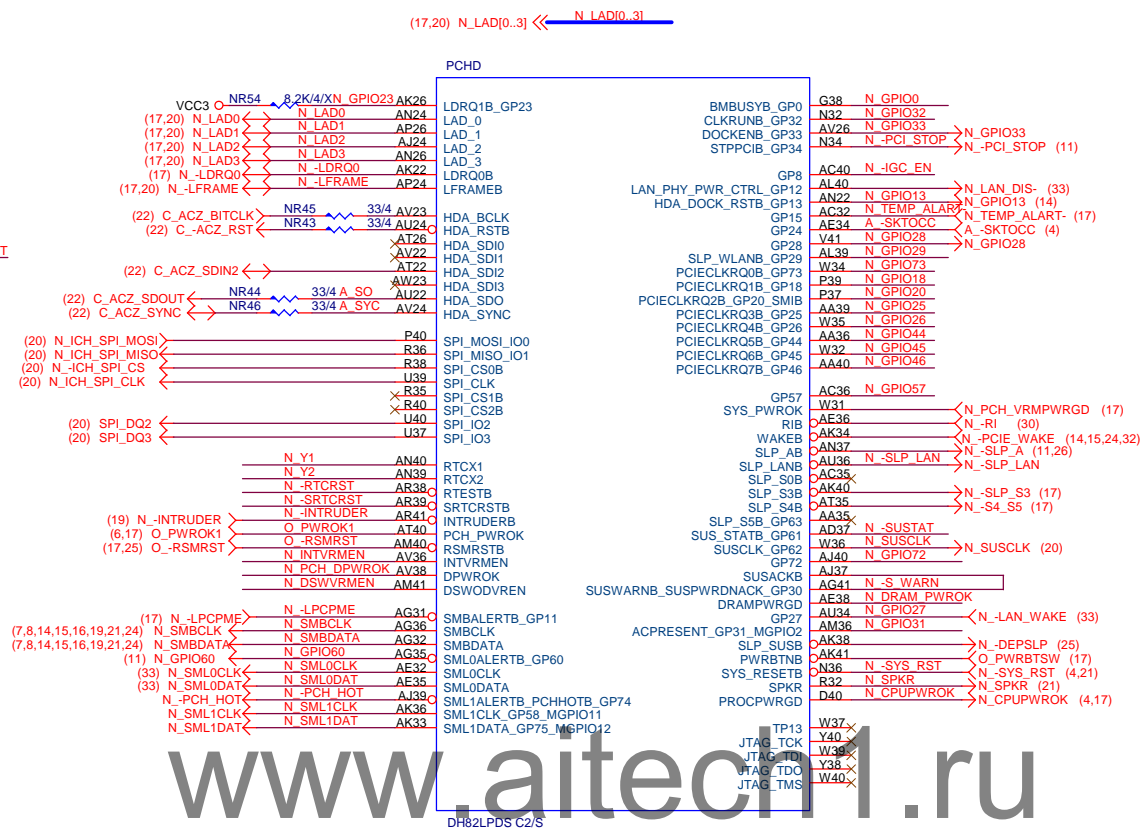 (17,20) N_LAD[0..3] N_LAD[0..3]
PCHD
VCC3 NR54 8.2K/4/X N_GPIO23 AK26 LDRQ1B_GP23
(17,20) N_LAD0 N_LAD0 AN24 LAD_0
(17,20) N_LAD1 N_LAD1 AP26 LAD_1
(17,20) N_LAD2 N_LAD2 AJ24 LAD_2
(17,20) N_LAD3 N_LAD3 AN26 LAD_3
(17) N_-LDRQ0 N_-LDRQ0 AK22 LDRQ0B
(17,20) N_-LFRAME N_-LFRAME AP24 LFRAMEB
(22) C_ACZ_BITCLK NR45 33/4 AV23 HDA_BCLK
(22) C_-ACZ_RST NR43 33/4 AU24 HDA_RSTB
AT26 HDA_SDI0
T
AV22 HDA_SDI1
(22) C_ACZ_SDIN2 AT22 HDA_SDI2
AW23 HDA_SDI3
(22) C_ACZ_SDOUT NR44 33/4 A_SO AU22 HDA_SDO
(22) C_ACZ_SYNC NR46 33/4 A_SYC AV24 HDA_SYNC
(20) N_ICH_SPI_MOSI P40 SPI_MOSI_IO0
(20) N_ICH_SPI_MISO R36 SPI_MISO_IO1
(20) N_-ICH_SPI_CS R38 SPI_CS0B
(20) N_ICH_SPI_CLK U39 SPI_CLK
R35 SPI_CS1B
R40 SPI_CS2B
(20) SPI_DQ2 U40 SPI_IO2
(20) SPI_DQ3 U37 SPI_IO3
N_Y1 AN40 RTCX1
N_Y2 AN39 RTCX2
N_-RTCRST AR38 RTESTB
N_-SRTCRST AR39 SRTCRSTB
(19) N_-INTRUDER N_-INTRUDER AR41 INTRUDERB
(6,17) O_PWROK1 O_PWROK1 AT40 PCH_PWROK
(17,25) O_-RSMRST O_-RSMRST AM40 RSMRSTB
N_INTVRMEN AV36 INTVRMEN
N_PCH_DPWROK AV38 DPWROK
N_DSWVRMEN AM41 DSWODVREN
(17) N_-LPCPME N_-LPCPME AG31 SMBALERTB_GP11
(7,8,14,15,16,19,21,24) N_SMBCLK N_SMBCLK AG36 SMBCLK
(7,8,14,15,16,19,21,24) N_SMBDATA N_SMBDATA AG32 SMBDATA
(11) N_GPIO60 N_GPIO60 AG35 SML0ALERTB_GP60
(33) N_SML0CLK N_SML0CLK AE32 SML0CLK
(33) N_SML0DAT N_SML0DAT AE35 SML0DATA
N_-PCH_HOT N_-PCH_HOT AJ39 SML1ALERTB_PCHHOTB_GP74
N_SML1CLK N_SML1CLK AK36 SML1CLK_GP58_MGPIO11
N_SML1DAT N_SML1DAT AK33 SML1DATA_GP75_MGPIO12
BMBUSYB_GP0 G38 N_GPIO0
CLKRUNB_GP32 N32 N_GPIO32
DOCKENB_GP33 AV26 N_GPIO33 N_GPIO33
STPPCIB_GP34 N34 N_-PCI_STOP N_-PCI_STOP (11)
GP8 AC40 N_-IGC_EN
LAN_PHY_PWR_CTRL_GP12 AL40 N_LAN_DIS- (33)
HDA_DOCK_RSTB_GP13 AN22 N_GPIO13 N_GPIO13 (14)
GP15 AC32 N_TEMP_ALART- N_TEMP_ALART- (17)
GP24 AE34 A_-SKTOCC A_-SKTOCC (4)
GP28 V41 N_GPIO28 N_GPIO28
SLP_WLANB_GP29 AL39 N_GPIO29
PCIECLKRQ0B_GP73 W34 N_GPIO73
PCIECLKRQ1B_GP18 P39 N_GPIO18
PCIECLKRQ2B_GP20_SMIB P37 N_GPIO20
PCIECLKRQ3B_GP25 AA39 N_GPIO25
PCIECLKRQ4B_GP26 W35 N_GPIO26
PCIECLKRQ5B_GP44 AA36 N_GPIO44
PCIECLKRQ6B_GP45 W32 N_GPIO45
PCIECLKRQ7B_GP46 AA40 N_GPIO46
GP57 AC36 N_GPIO57
SYS_PWROK W31 N_PCH_VRMPWRGD (17)
RIB AE36 N_-RI (30)
WAKEB AK34 N_-PCIE_WAKE (14,15,24,32)
SLP_AB AN37 N_-SLP_A (11,26)
SLP_LANB AU36 N_-SLP_LAN N_-SLP_LAN
SLP_S0B AC35
SLP_S3B AK40 N_-SLP_S3 (17)
SLP_S4B AT35 N_-S4_S5 (17)
SLP_S5B_GP63 AA35
SUS_STATB_GP61 AD37 N_-SUSTAT
SUSCLK_GP62 W36 N_SUSCLK N_SUSCLK (20)
GP72 AJ40 N_GPIO72
SUSACKB AJ37
SUSWARNB_SUSPWRDNACK_GP30 AG41 N_-S_WARN
DRAMPWRGD AE38 N_DRAM_PWROK
GP27 AU34 N_GPIO27 N_-LAN_WAKE (33)
ACPRESENT_GP31_MGPIO2 AM36 N_GPIO31
SLP_SUSB AK38 N_-DEPSLP (25)
PWRBTNB AK41 O_PWRBTSW (17)
SYS_RESETB N36 N_-SYS_RST N_-SYS_RST (4,21)
SPKR R32 N_SPKR N_SPKR (21)
PROCPWRGD D40 N_CPUPWROK N_CPUPWROK (4,17)
TP13 W37
JTAG_TCK Y40
JTAG_TDI W39
JTAG_TDO Y38
JTAG_TMS W40
www.aitech1.ru
DH82LPDS C2/S